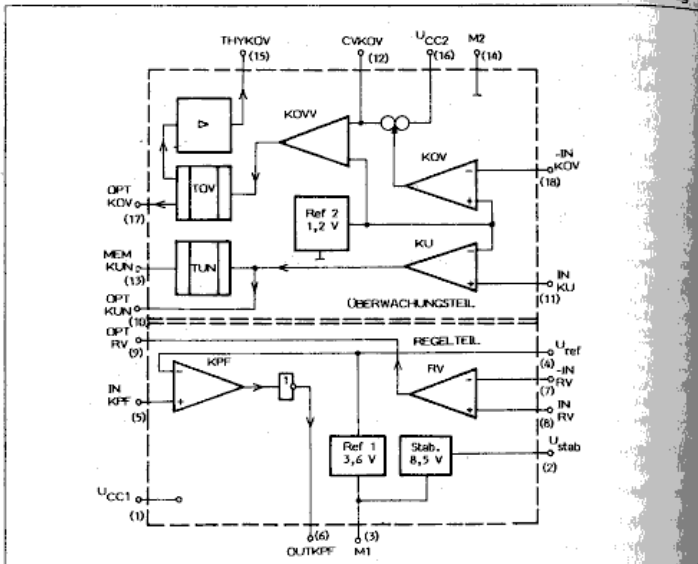 THYKOV
(15)
CVKOV
(12)
UCC2
(16)
M2
(14)
KOVV
KOV
-IN
KOV
(18)
TOV
OPT
KOV
(17)
Ref 2
1,2 V
KU
MEM
KUN
(13)
TUN
OPT
KUN
(10)
IN
KU
(11)
ÜBERWACHUNGSTEIL
OPT
RV
(9)
REGELTEIL
Uref
(4)
KPF
RV
-IN
RV
(7)
IN
KPF
(5)
1
IN
RV
(8)
Ref 1
3,6 V
Stab.
8,5 V
Ustab
(2)
UCC1
(1)
(6)
OUTKPF
(3)
M1